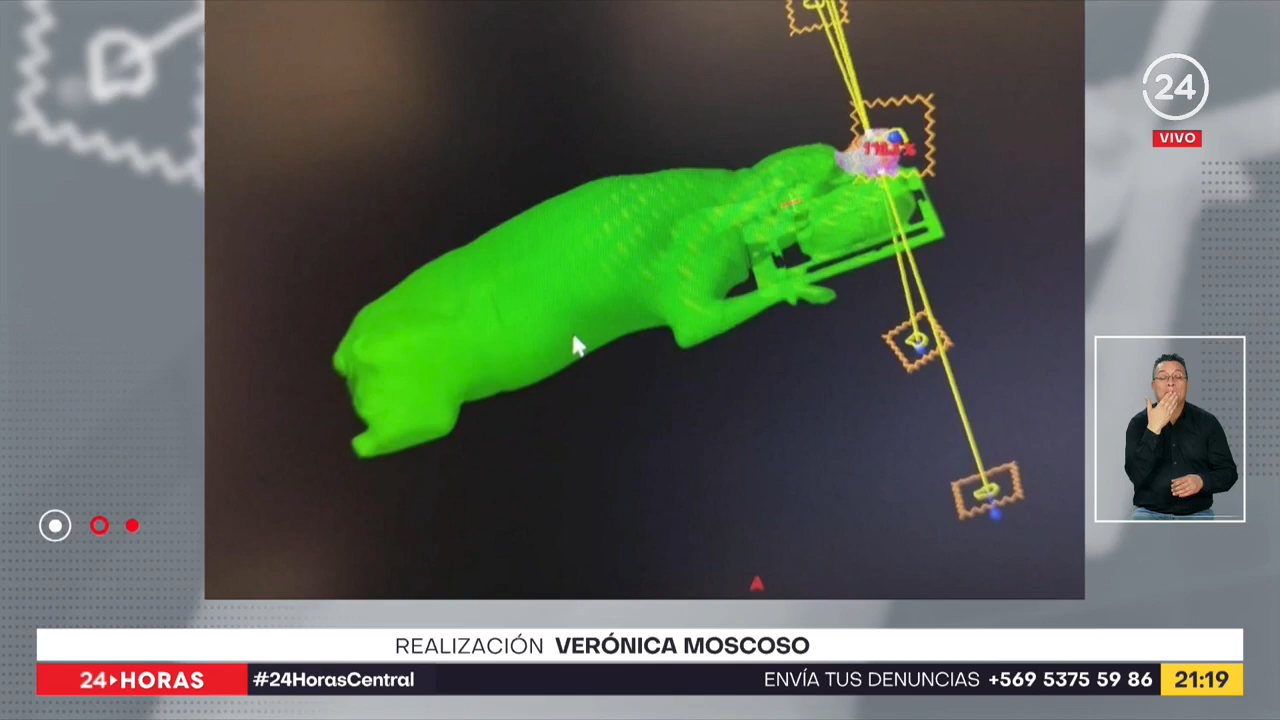 24
VIVO
REALIZACIÓN VERÓNICA MOSCOSO
24 HORAS
#24HorasCentral
ENVÍA TUS DENUNCIAS +569 5375 59 86
21:19